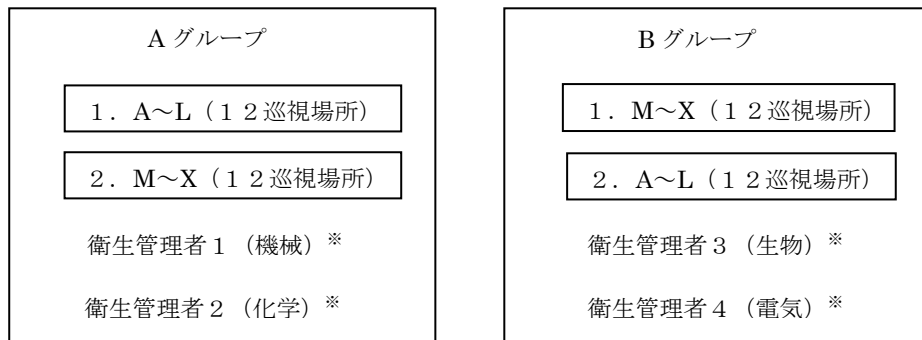 A グループ
1．A～L（１２巡視場所）
2．M～X（１２巡視場所）
衛生管理者１（機械）※
衛生管理者２（化学）※
B グループ
1．M～X（１２巡視場所）
2．A～L（１２巡視場所）
衛生管理者３（生物）※
衛生管理者４（電気）※